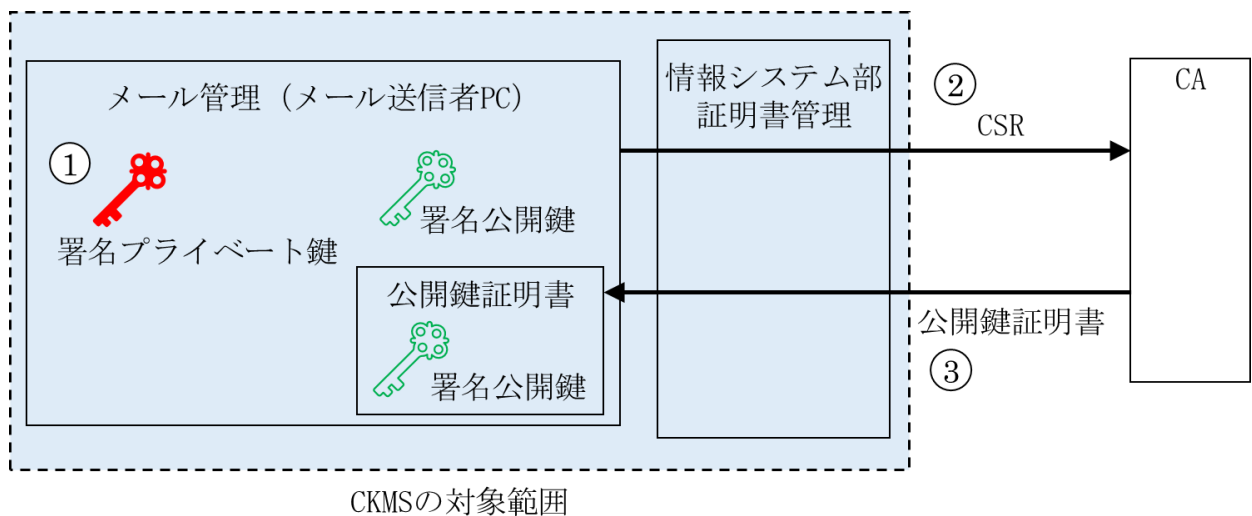 メール管理（メール送信者PC）
①
署名プライベート鍵
署名公開鍵
公開鍵証明書
署名公開鍵
情報システム部
証明書管理
②
CSR
CA
公開鍵証明書
③
CKMSの対象範囲